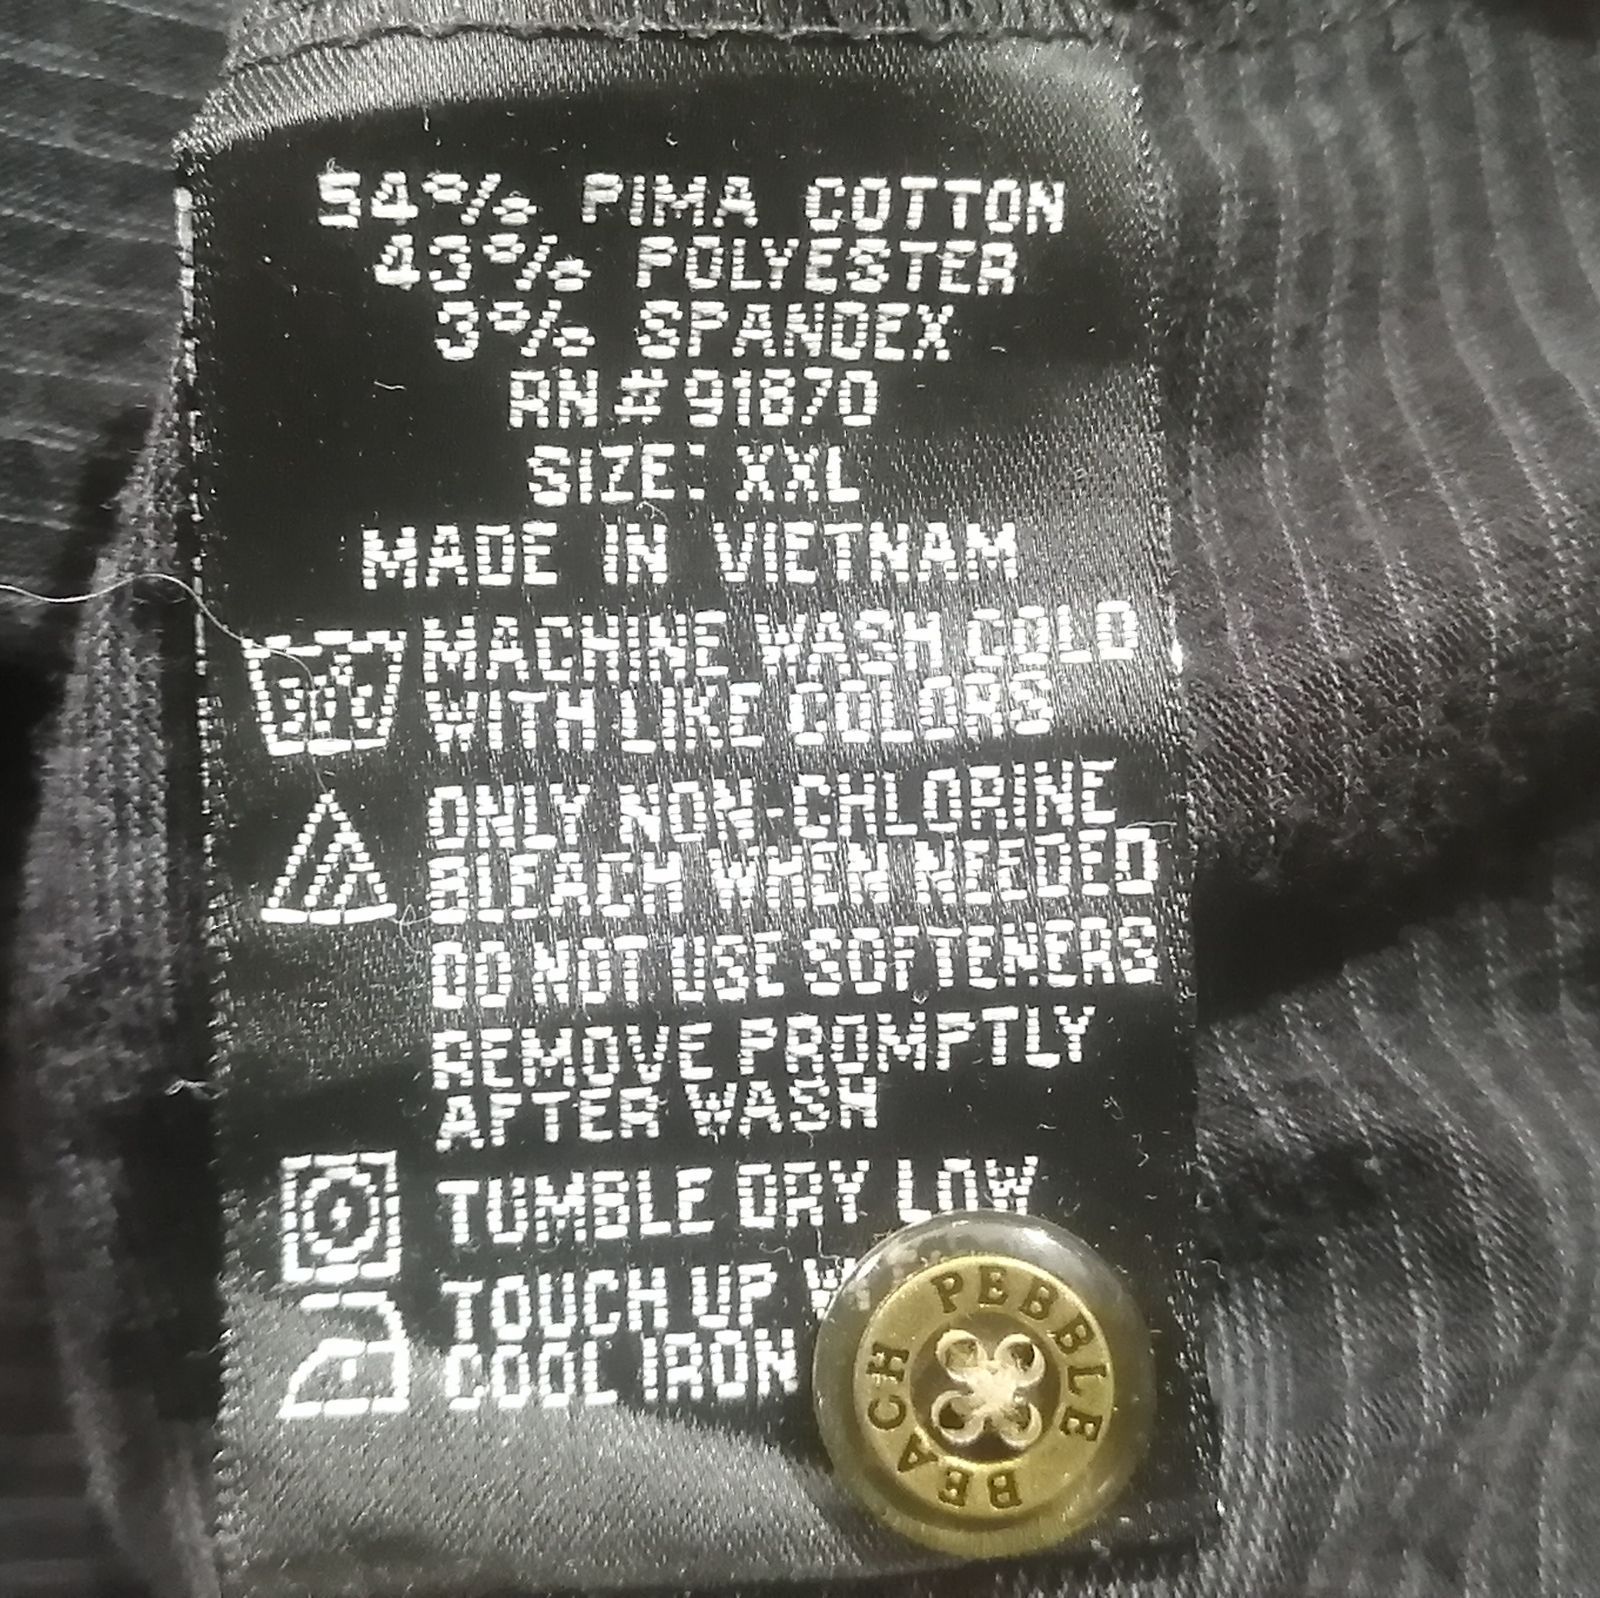 54% PIMA COTTON
43% POLYESTER
3% SPANDEX
RN#91870
SIZE: XXL
MADE IN VIETNAM
MACHINE WASH COLD
WITH LIKE COLORS
ONLY NON-CHLORINE
BLEACH WHEN NEEDED
DO NOT USE SOFTENERS
REMOVE PROMPTLY
AFTER WASH
TUMBLE DRY LOW
TOUCH UP
COOL IRON
PEBBLE BEACH